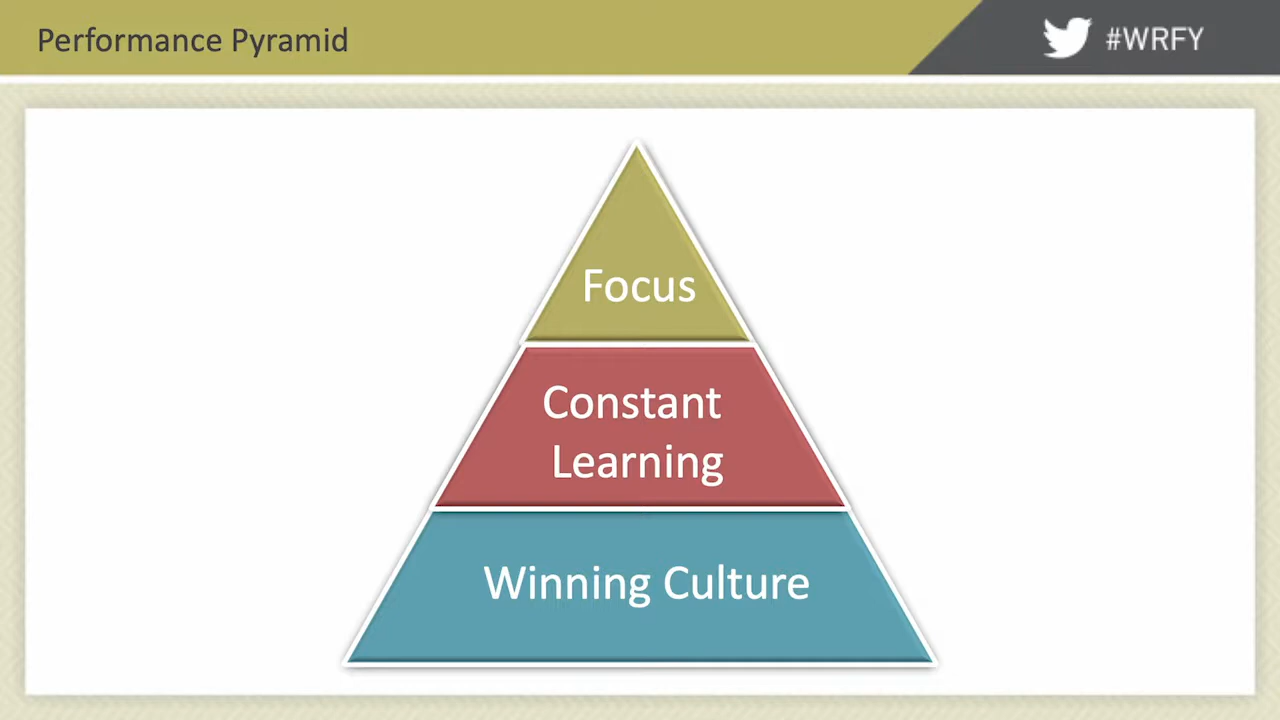 Performance Pyramid
#WRFY
Focus
Constant
Learning
Winning Culture